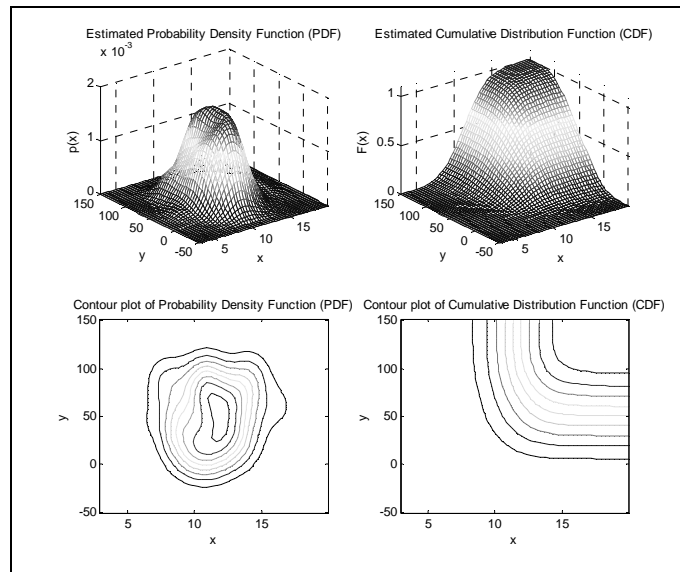 Estimated Probability Density Function (PDF)
x 10^-3
2
1
0
p(x)
150
100
50
0
-50
y
5
10
15
x
Estimated Cumulative Distribution Function (CDF)
1
0.5
0
F(x)
150
100
50
0
-50
y
5
10
15
x
Contour plot of Probability Density Function (PDF)
150
100
50
0
-50
y
5
10
15
x
Contour plot of Cumulative Distribution Function (CDF)
150
100
50
0
-50
y
5
10
15
x